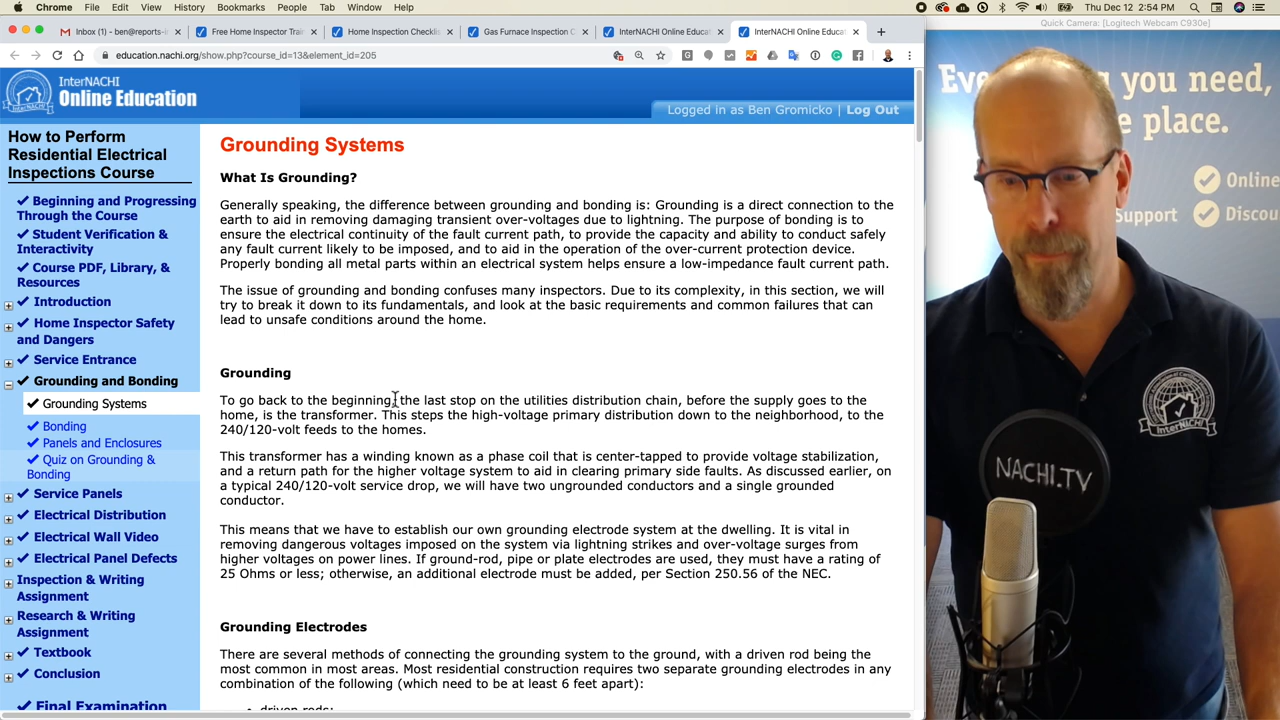 Chrome File Edit View History Bookmarks People Tab Window Help
Thu Dec 12 2:54 PM
Quick Camera: [Logitech Webcam C930e]
Inbox (1) - ben@reports-i
Free Home Inspector Train
Home Inspection Checklis
Gas Furnace Inspection C
InterNACHI Online Educat
InterNACHI Online Educat
education.nachi.org/show.php?course_id=13&element_id=205
InterNACHI
Online Education
Logged in as Ben Gromicko | Log Out
How to Perform
Residential Electrical
Inspections Course
Beginning and Progressing
Through the Course
Student Verification &
Interactivity
Course PDF, Library, &
Resources
Introduction
Home Inspector Safety
and Dangers
Service Entrance
Grounding and Bonding
Grounding Systems
Bonding
Panels and Enclosures
Quiz on Grounding &
Bonding
Service Panels
Electrical Distribution
Electrical Wall Video
Electrical Panel Defects
Inspection & Writing
Assignment
Research & Writing
Assignment
Textbook
Conclusion
Final Examination
Grounding Systems
What Is Grounding?
Generally speaking, the difference between grounding and bonding is: Grounding is a direct connection to the
earth to aid in removing damaging transient over-voltages due to lightning. The purpose of bonding is to
ensure the electrical continuity of the fault current path, to provide the capacity and ability to conduct safely
any fault current likely to be imposed, and to aid in the operation of the over-current protection device.
Properly bonding all metal parts within an electrical system helps ensure a low-impedance fault current path.
The issue of grounding and bonding confuses many inspectors. Due to its complexity, in this section, we will
try to break it down to its fundamentals, and look at the basic requirements and common failures that can
lead to unsafe conditions around the home.
Grounding
To go back to the beginning, the last stop on the utilities distribution chain, before the supply goes to the
home, is the transformer. This steps the high-voltage primary distribution down to the neighborhood, to the
240/120-volt feeds to the homes.
This transformer has a winding known as a phase coil that is center-tapped to provide voltage stabilization,
and a return path for the higher voltage system to aid in clearing primary side faults. As discussed earlier, on
a typical 240/120-volt service drop, we will have two ungrounded conductors and a single grounded
conductor.
This means that we have to establish our own grounding electrode system at the dwelling. It is vital in
removing dangerous voltages imposed on the system via lightning strikes and over-voltage surges from
higher voltages on power lines. If ground-rod, pipe or plate electrodes are used, they must have a rating of
25 Ohms or less; otherwise, an additional electrode must be added, per Section 250.56 of the NEC.
Grounding Electrodes
There are several methods of connecting the grounding system to the ground, with a driven rod being the
most common in most areas. Most residential construction requires two separate grounding electrodes in any
combination of the following (which need to be at least 6 feet apart):
driven rods;
you need,
place.
Online
Support
Discou
InterNACHI
NACHI.TV